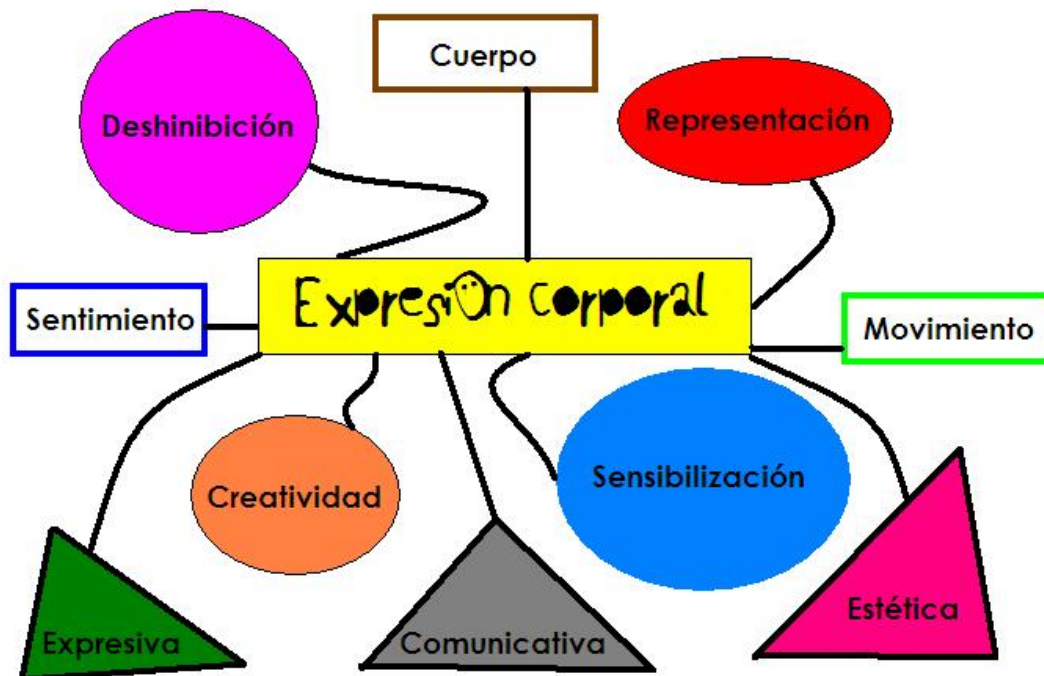 Cuerpo
Deshinibición
Representación
Expresión corporal
Sentimiento
Movimiento
Creatividad
Sensibilización
Expresiva
Comunicativa
Estética